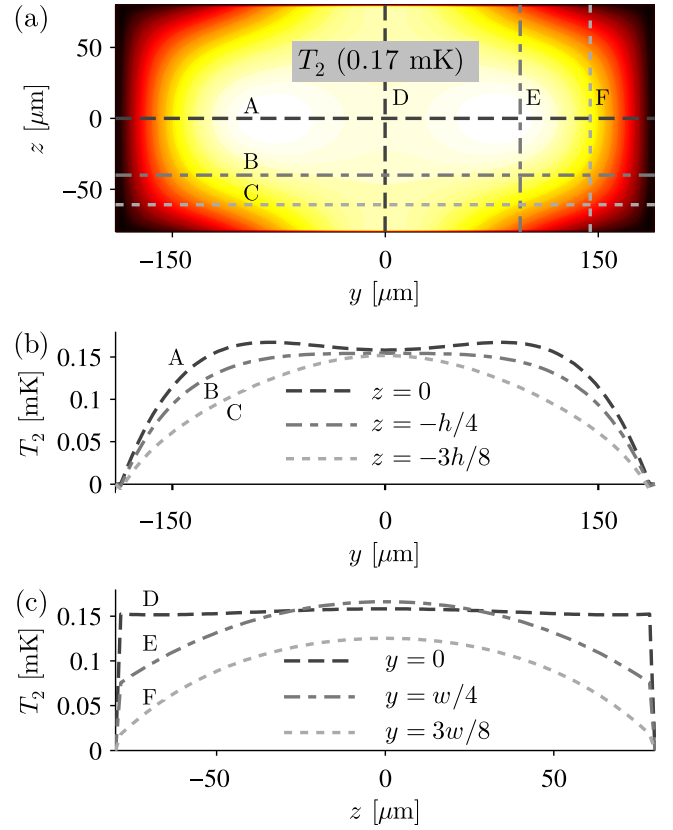 (a)
T₂ (0.17 mK)
50
0
−50
z [μm]
A
B
C
D
E
F
−150
0
150
y [μm]
(b)
0.15
0.1
0.05
0
T₂ [mK]
A
B
C
z = 0
z = −h/4
z = −3h/8
−150
0
150
y [μm]
(c)
0.15
0.1
0.05
0
T₂ [mK]
D
E
F
y = 0
y = w/4
y = 3w/8
−50
0
50
z [μm]